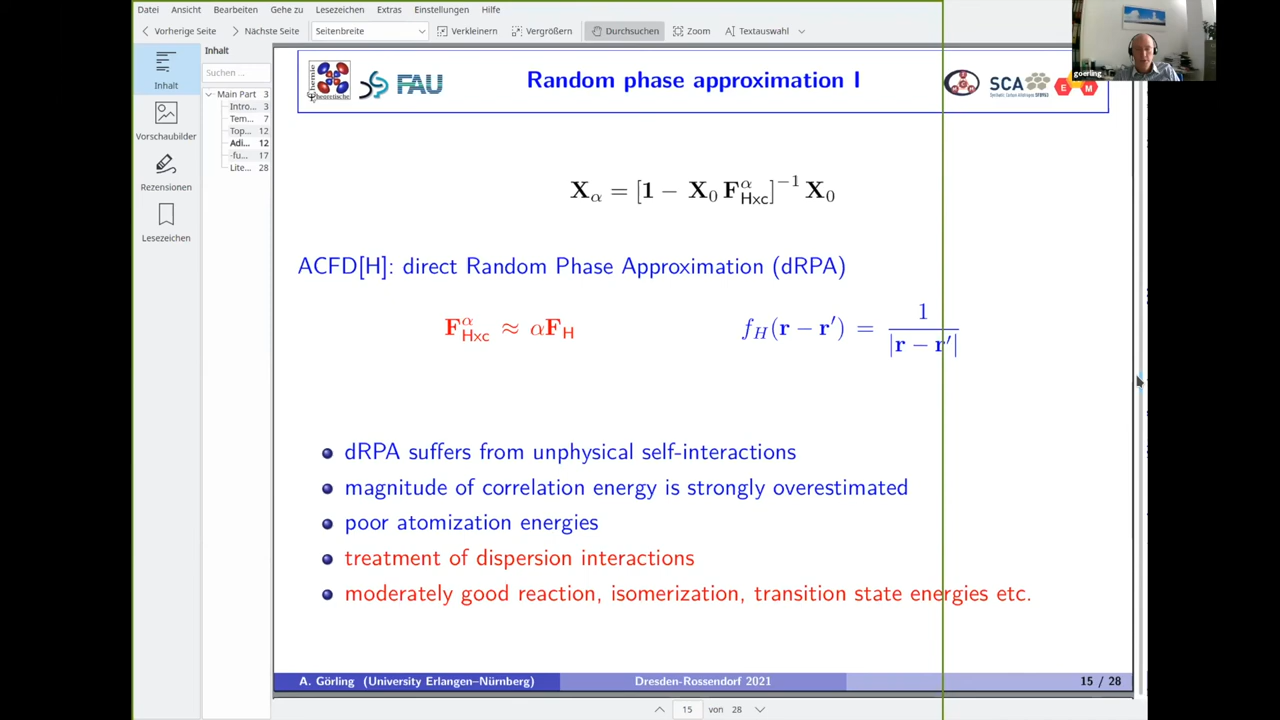 Datei Ansicht Bearbeiten Gehe zu Lesezeichen Extras Einstellungen Hilfe
Vorherige Seite Nächste Seite Seitenbreite Verkleinern Vergrößern Durchsuchen Zoom Textauswahl
Inhalt
Suchen ...
Main Part 3
Intro... 3
Tem... 7
Top... 12
Adi... 12
-fu... 17
Lite... 28
Inhalt
Vorschaubilder
Rezensionen
Lesezeichen
goerling
FAU
Random phase approximation I
SCA
E M
X_α = [1 − X_0 F^α_Hxc]^−1 X_0
ACFD[H]: direct Random Phase Approximation (dRPA)
F^α_Hxc ≈ αF_H f_H(r − r′) = 1 / |r − r′|
dRPA suffers from unphysical self-interactions
magnitude of correlation energy is strongly overestimated
poor atomization energies
treatment of dispersion interactions
moderately good reaction, isomerization, transition state energies etc.
A. Görling (University Erlangen–Nürnberg) Dresden-Rossendorf 2021 15 / 28
15 von 28